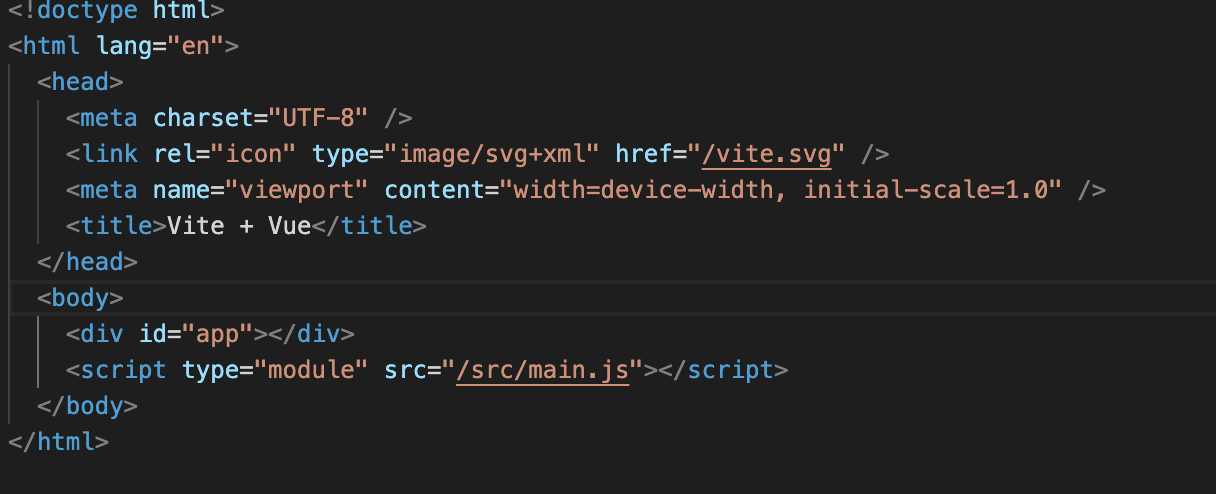 <!doctype html>
<html lang="en">
  <head>
    <meta charset="UTF-8" />
    <link rel="icon" type="image/svg+xml" href="/vite.svg" />
    <meta name="viewport" content="width=device-width, initial-scale=1.0" />
    <title>Vite + Vue</title>
  </head>
  <body>
    <div id="app"></div>
    <script type="module" src="/src/main.js"></script>
  </body>
</html>